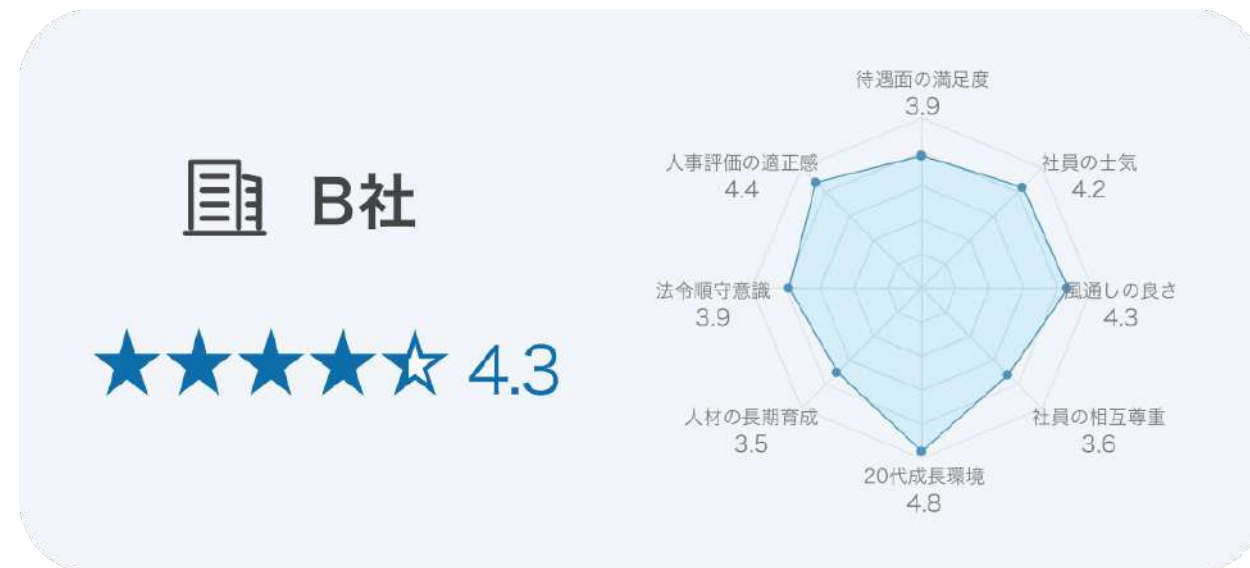 B社
4.3
待遇面の満足度
3.9
社員の士気
4.2
風通しの良さ
4.3
社員の相互尊重
3.6
20代成長環境
4.8
人材の長期育成
3.5
法令順守意識
3.9
人事評価の適正感
4.4